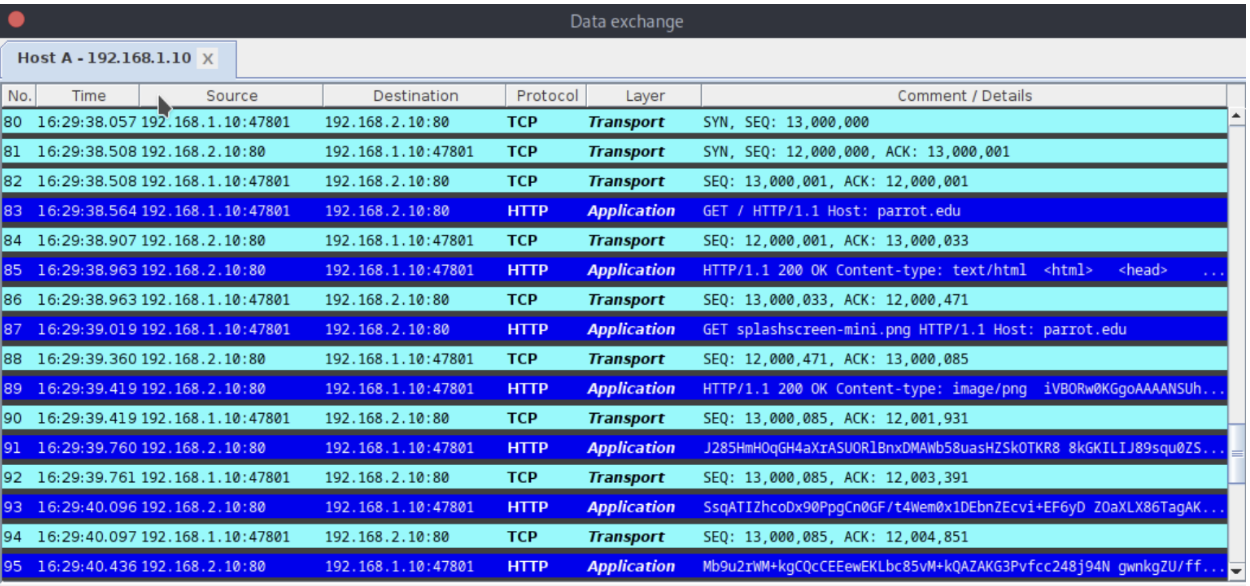 Data exchange
Host A - 192.168.1.10 X
No. Time Source Destination Protocol Layer Comment / Details
80 16:29:38.057 192.168.1.10:47801 192.168.2.10:80 TCP Transport SYN, SEQ: 13,000,000
81 16:29:38.508 192.168.2.10:80 192.168.1.10:47801 TCP Transport SYN, SEQ: 12,000,000, ACK: 13,000,001
82 16:29:38.508 192.168.1.10:47801 192.168.2.10:80 TCP Transport SEQ: 13,000,001, ACK: 12,000,001
83 16:29:38.564 192.168.1.10:47801 192.168.2.10:80 HTTP Application GET / HTTP/1.1 Host: parrot.edu
84 16:29:38.907 192.168.2.10:80 192.168.1.10:47801 TCP Transport SEQ: 12,000,001, ACK: 13,000,033
85 16:29:38.963 192.168.2.10:80 192.168.1.10:47801 HTTP Application HTTP/1.1 200 OK Content-type: text/html <html> <head> ...
86 16:29:38.963 192.168.1.10:47801 192.168.2.10:80 TCP Transport SEQ: 13,000,033, ACK: 12,000,471
87 16:29:39.019 192.168.1.10:47801 192.168.2.10:80 HTTP Application GET splashscreen-mini.png HTTP/1.1 Host: parrot.edu
88 16:29:39.360 192.168.2.10:80 192.168.1.10:47801 TCP Transport SEQ: 12,000,471, ACK: 13,000,085
89 16:29:39.419 192.168.2.10:80 192.168.1.10:47801 HTTP Application HTTP/1.1 200 OK Content-type: image/png iVBORw0KGgoAAAANSUh...
90 16:29:39.419 192.168.1.10:47801 192.168.2.10:80 TCP Transport SEQ: 13,000,085, ACK: 12,001,931
91 16:29:39.760 192.168.2.10:80 192.168.1.10:47801 HTTP Application J285HmHOqGH4aXrASUORlBnxDMAWb58uasHZSkOTKR8 8kGKILIJ89squ0ZS...
92 16:29:39.761 192.168.1.10:47801 192.168.2.10:80 TCP Transport SEQ: 13,000,085, ACK: 12,003,391
93 16:29:40.096 192.168.2.10:80 192.168.1.10:47801 HTTP Application SsqATIZhcoDx90PpgCn0GF/t4Wem0x1DEbnZEcvi+EF6yD ZOaXLX86TagAK...
94 16:29:40.097 192.168.1.10:47801 192.168.2.10:80 TCP Transport SEQ: 13,000,085, ACK: 12,004,851
95 16:29:40.436 192.168.2.10:80 192.168.1.10:47801 HTTP Application Mb9u2rWM+kgCQcCEEewEKLbc85vM+kQAZAKG3Pvfcc248j94N gwnkgZU/ff...